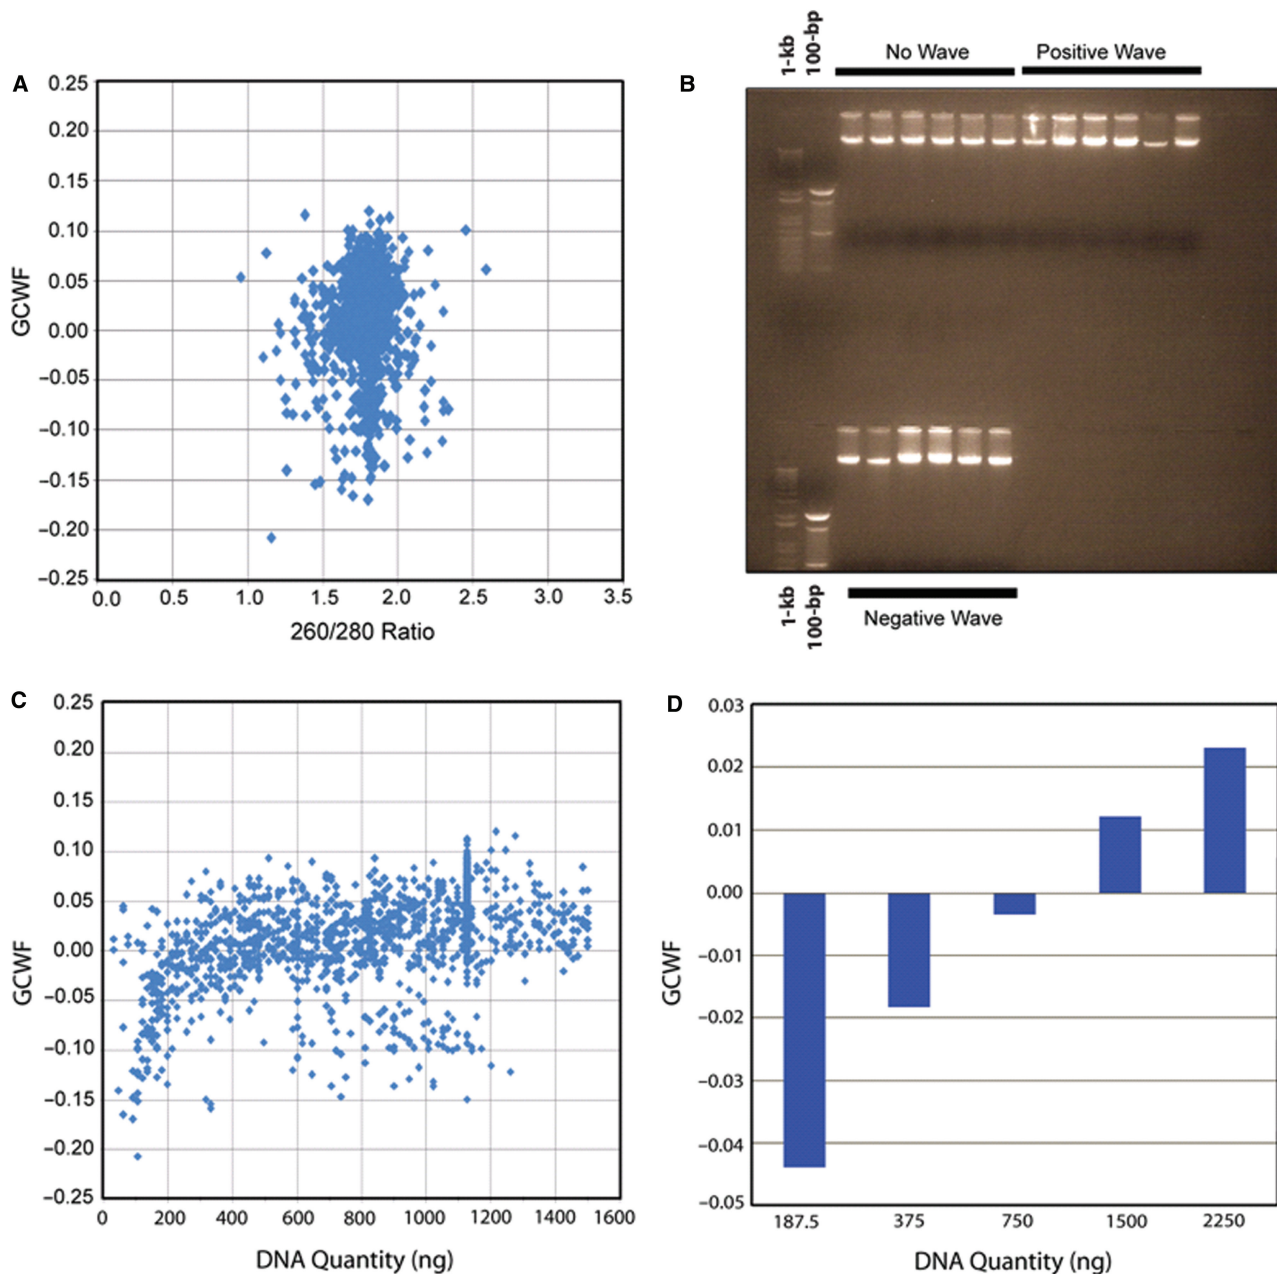 A
0.25
0.20
0.15
0.10
0.05
0.00
−0.05
−0.10
−0.15
−0.20
−0.25
GCWF
0.0 0.5 1.0 1.5 2.0 2.5 3.0 3.5
260/280 Ratio
B
1-kb
100-bp
No Wave
Positive Wave
1-kb
100-bp
Negative Wave
C
0.25
0.20
0.15
0.10
0.05
0.00
−0.05
−0.10
−0.15
−0.20
−0.25
GCWF
0 200 400 600 800 1000 1200 1400 1600
DNA Quantity (ng)
D
0.03
0.02
0.01
0.00
−0.01
−0.02
−0.03
−0.04
−0.05
GCWF
187.5 375 750 1500 2250
DNA Quantity (ng)